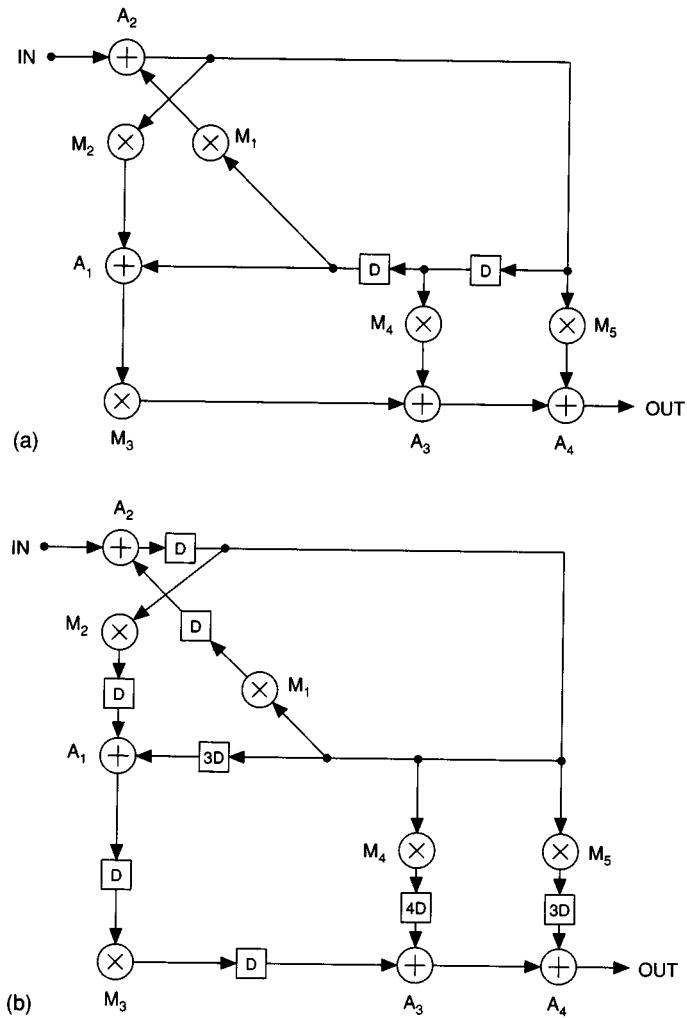 A₂
IN
M₂
M₁
A₁
D
D
M₄
M₅
OUT
M₃
A₃
A₄
(a)
A₂
IN
D
M₂
D
M₁
D
A₁
3D
M₄
M₅
D
4D
3D
D
OUT
M₃
A₃
A₄
(b)